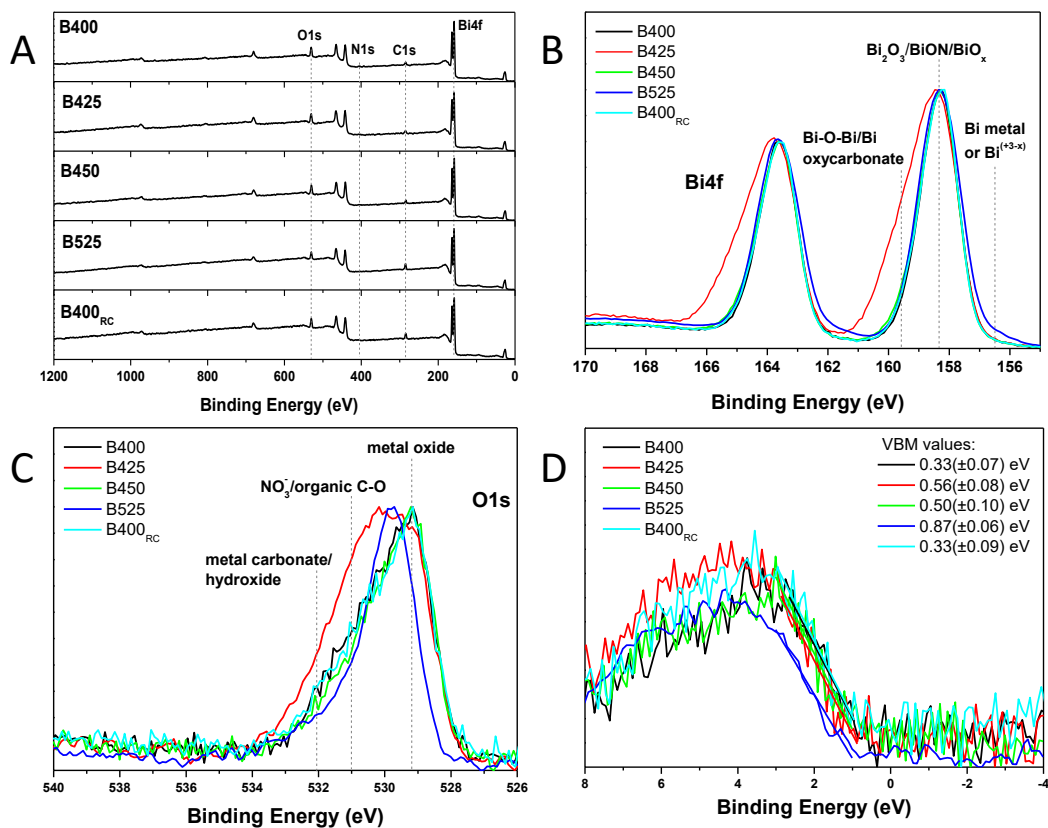 A
B400
O1s
N1s
C1s
Bi4f
B425
B450
B525
B400RC
1200 1000 800 600 400 200 0
Binding Energy (eV)
B
B400
B425
B450
B525
B400RC
Bi2O3/BiON/BiOx
Bi-O-Bi/Bi
oxycarbonate
Bi metal
or Bi(+3-x)
Bi4f
170 168 166 164 162 160 158 156
Binding Energy (eV)
C
B400
B425
B450
B525
B400RC
metal oxide
NO3-/organic C-O
O1s
metal carbonate/
hydroxide
540 538 536 534 532 530 528 526
Binding Energy (eV)
D
B400
B425
B450
B525
B400RC
VBM values:
0.33(±0.07) eV
0.56(±0.08) eV
0.50(±0.10) eV
0.87(±0.06) eV
0.33(±0.09) eV
8 6 4 2 0 -2 -4
Binding Energy (eV)